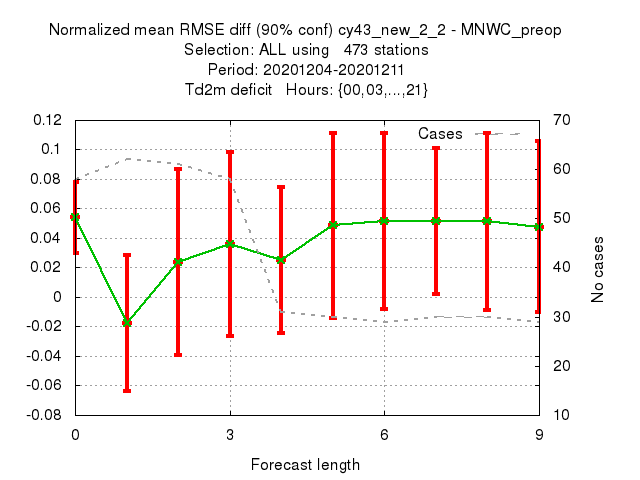 Normalized mean RMSE diff (90% conf) cy43_new_2_2 - MNWC_preop
Selection: ALL using   473 stations
Period: 20201204-20201211
Td2m deficit   Hours: {00,03,...,21}
0.12
0.1
0.08
0.06
0.04
0.02
0
-0.02
-0.04
-0.06
-0.08
Cases
70
60
50
40
30
20
10
No cases
0 3 6 9
Forecast length